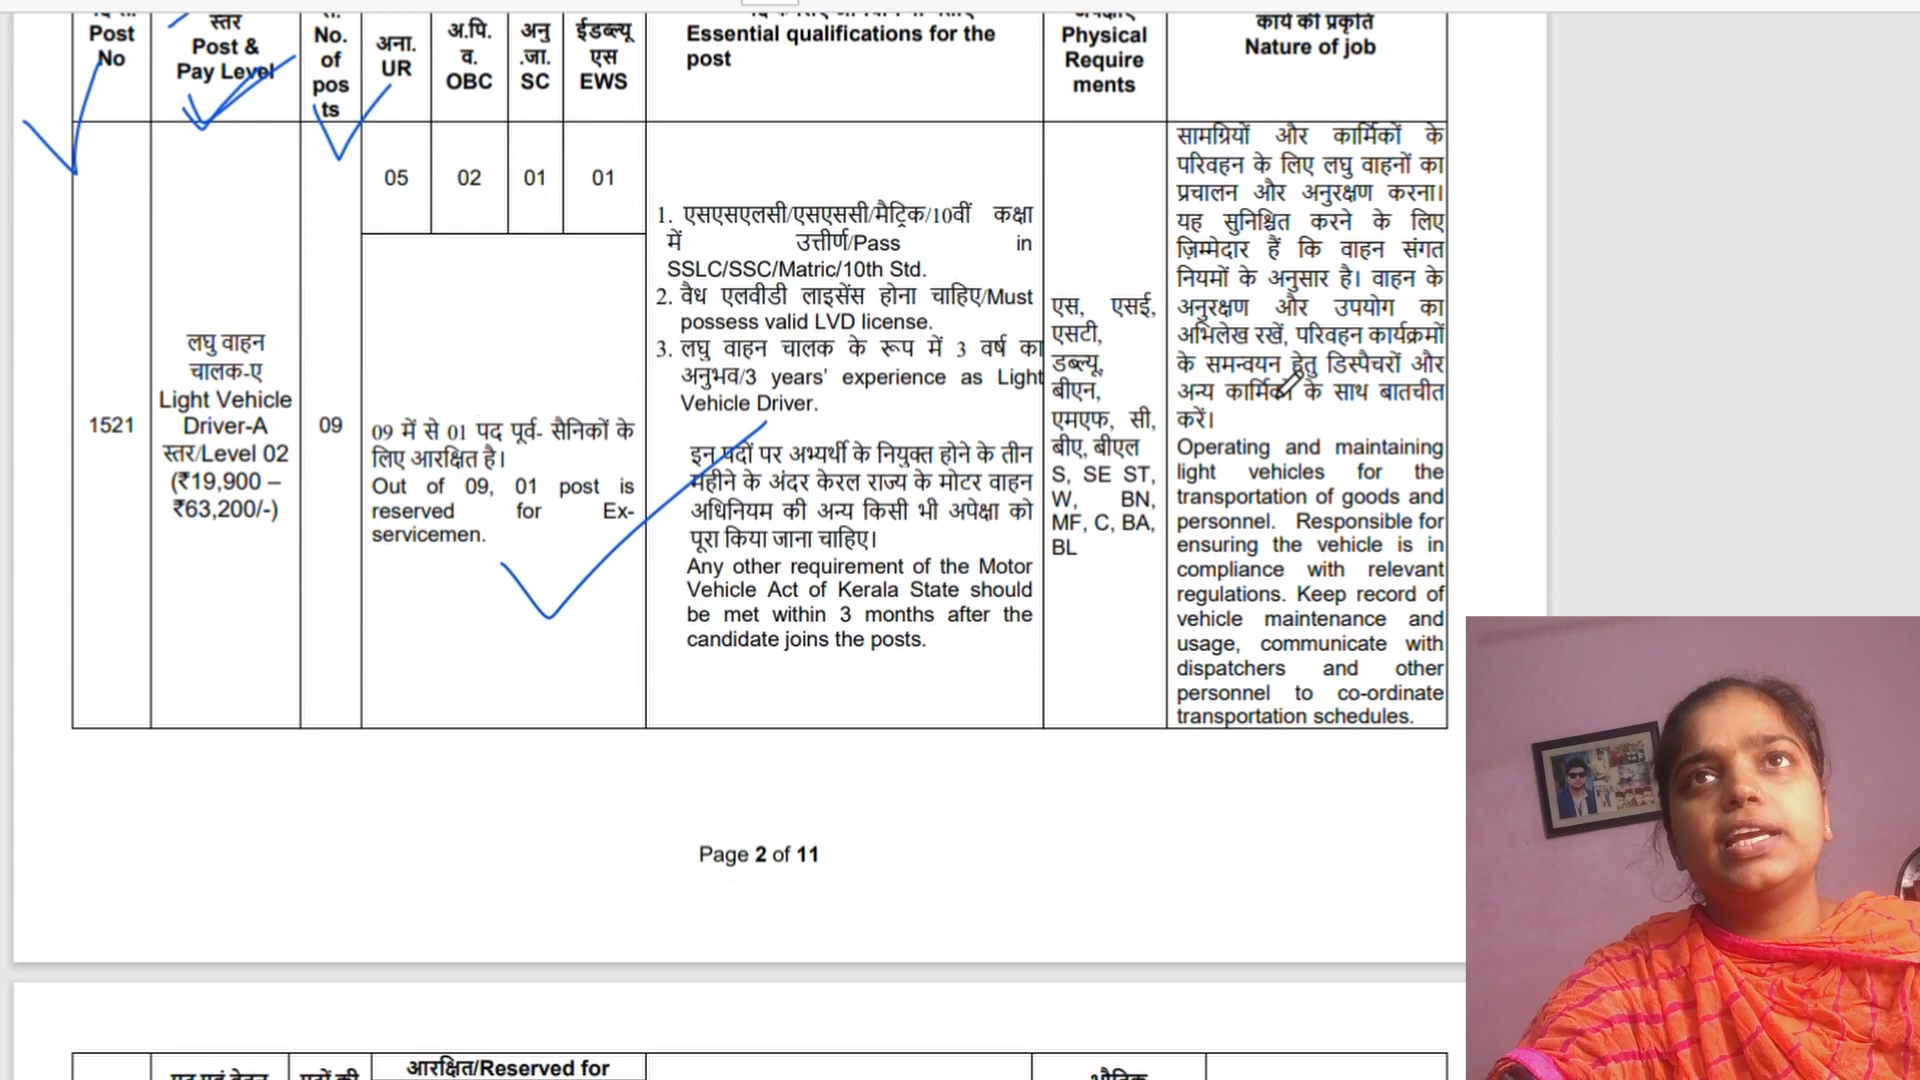 स्तर
Post
No
Post &
Pay Level
No.
of
pos
ts
अना.
UR
अ.पि.
व.
OBC
अनु
.जा.
SC
ईडब्ल्यू
एस
EWS
Essential qualifications for the
post
Physical
Require
ments
कार्य की प्रकृति
Nature of job
1521
लघु वाहन
चालक-ए
Light Vehicle
Driver-A
स्तर/Level 02
(₹19,900 –
₹63,200/-)
09
05
02
01
01
09 में से 01 पद पूर्व- सैनिकों के
लिए आरक्षित है।
Out of 09, 01 post is
reserved for Ex-
servicemen.
1. एसएसएलसी/एसएससी/मैट्रिक/10वीं कक्षा
में उत्तीर्ण/Pass in
SSLC/SSC/Matric/10th Std.
2. वैध एलवीडी लाइसेंस होना चाहिए/Must
possess valid LVD license.
3. लघु वाहन चालक के रूप में 3 वर्ष का
अनुभव/3 years’ experience as Light
Vehicle Driver.
इन पदों पर अभ्यर्थी के नियुक्त होने के तीन
महीने के अंदर केरल राज्य के मोटर वाहन
अधिनियम की अन्य किसी भी अपेक्षा को
पूरा किया जाना चाहिए।
Any other requirement of the Motor
Vehicle Act of Kerala State should
be met within 3 months after the
candidate joins the posts.
एस, एसई,
एसटी,
डब्ल्यू,
बीएन,
एमएफ, सी,
बीए, बीएल
S, SE ST,
W, BN,
MF, C, BA,
BL
सामग्रियों और कार्मिकों के
परिवहन के लिए लघु वाहनों का
प्रचालन और अनुरक्षण करना।
यह सुनिश्चित करने के लिए
ज़िम्मेदार हैं कि वाहन संगत
नियमों के अनुसार है। वाहन के
अनुरक्षण और उपयोग का
अभिलेख रखें, परिवहन कार्यक्रमों
के समन्वयन हेतु डिस्पैचरों और
अन्य कार्मिकों के साथ बातचीत
करें।
Operating and maintaining
light vehicles for the
transportation of goods and
personnel. Responsible for
ensuring the vehicle is in
compliance with relevant
regulations. Keep record of
vehicle maintenance and
usage, communicate with
dispatchers and other
personnel to co-ordinate
transportation schedules.
Page 2 of 11
आरक्षित/Reserved for